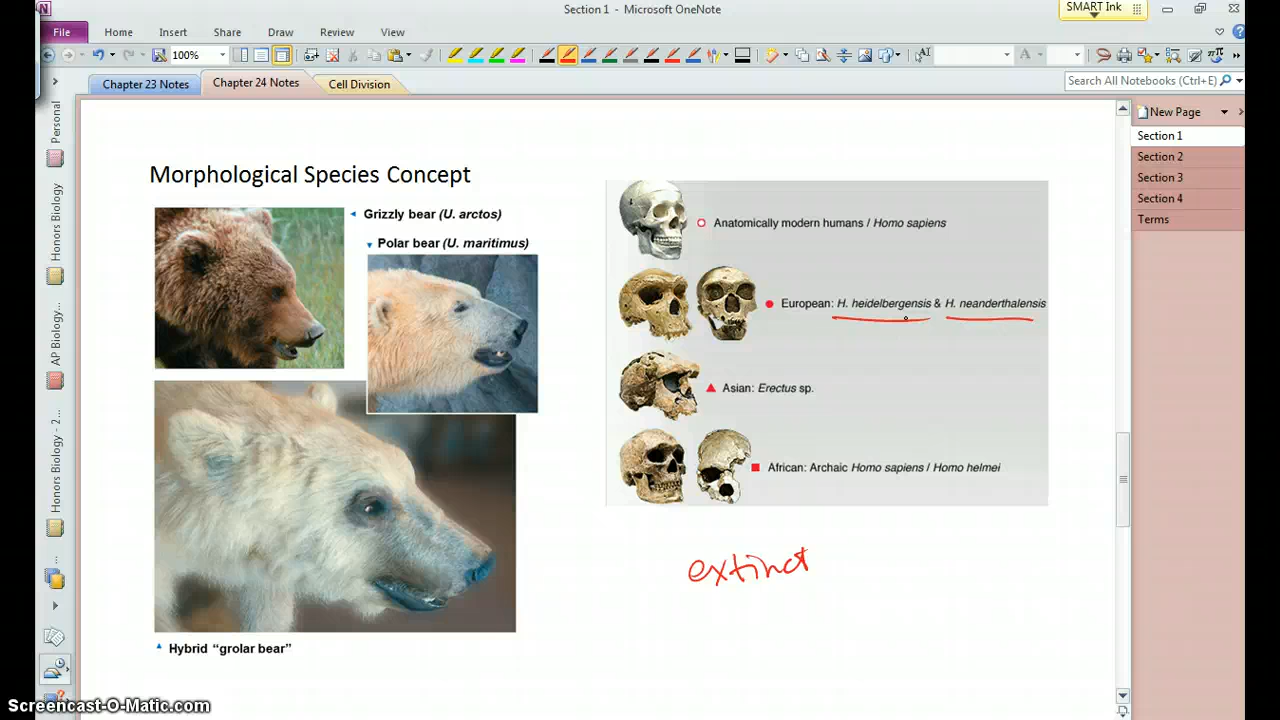 Section 1 - Microsoft OneNote
SMART Ink
File Home Insert Share Draw Review View
100%
Chapter 23 Notes Chapter 24 Notes Cell Division
Search All Notebooks (Ctrl+E)
Personal
Honors Biology
AP Biology...
Honors Biology - 2...
New Page
Section 1
Section 2
Section 3
Section 4
Terms
Morphological Species Concept
Grizzly bear (U. arctos)
Polar bear (U. maritimus)
Hybrid “grolar bear”
Anatomically modern humans / Homo sapiens
European: H. heidelbergensis & H. neanderthalensis
Asian: Erectus sp.
African: Archaic Homo sapiens / Homo helmei
extinct
Screencast-O-Matic.com